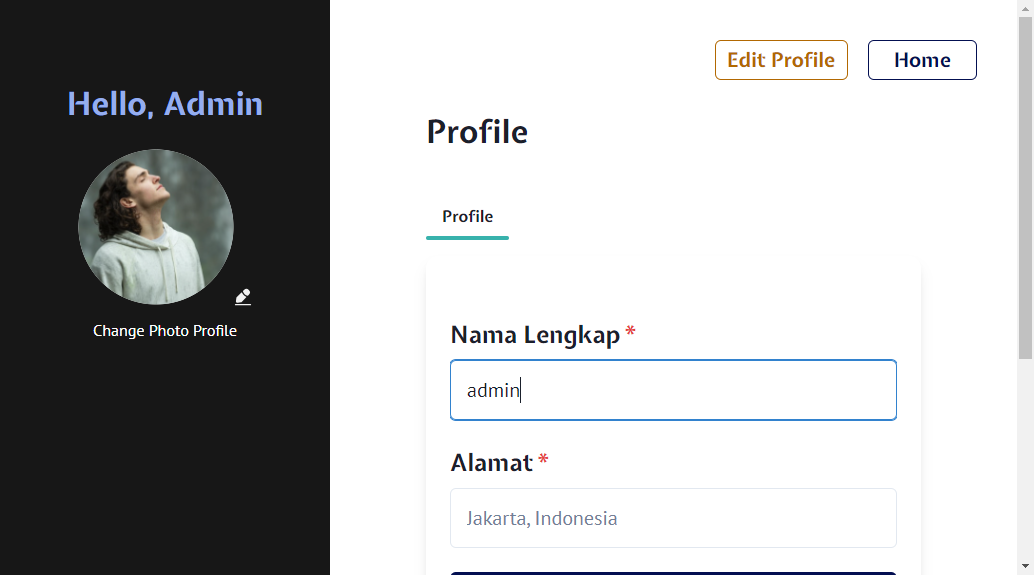 Hello, Admin
Change Photo Profile
Edit Profile
Home
Profile
Profile
Nama Lengkap *
admin
Alamat *
Jakarta, Indonesia